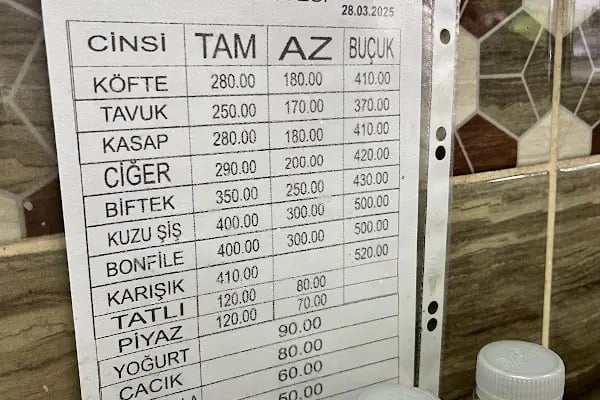 28.03.2025
CİNSİ TAM AZ BUÇUK
KÖFTE 280.00 180.00 410.00
TAVUK 250.00 170.00 370.00
KASAP 280.00 180.00 410.00
CİĞER 290.00 200.00 420.00
BİFTEK 350.00 250.00 430.00
KUZU ŞİŞ 400.00 300.00 500.00
BONFİLE 400.00 300.00 500.00
KARIŞIK 410.00 520.00
TATLI 120.00 80.00
PİYAZ 120.00 70.00
YOĞURT 90.00
CACIK 80.00
60.00
50.00